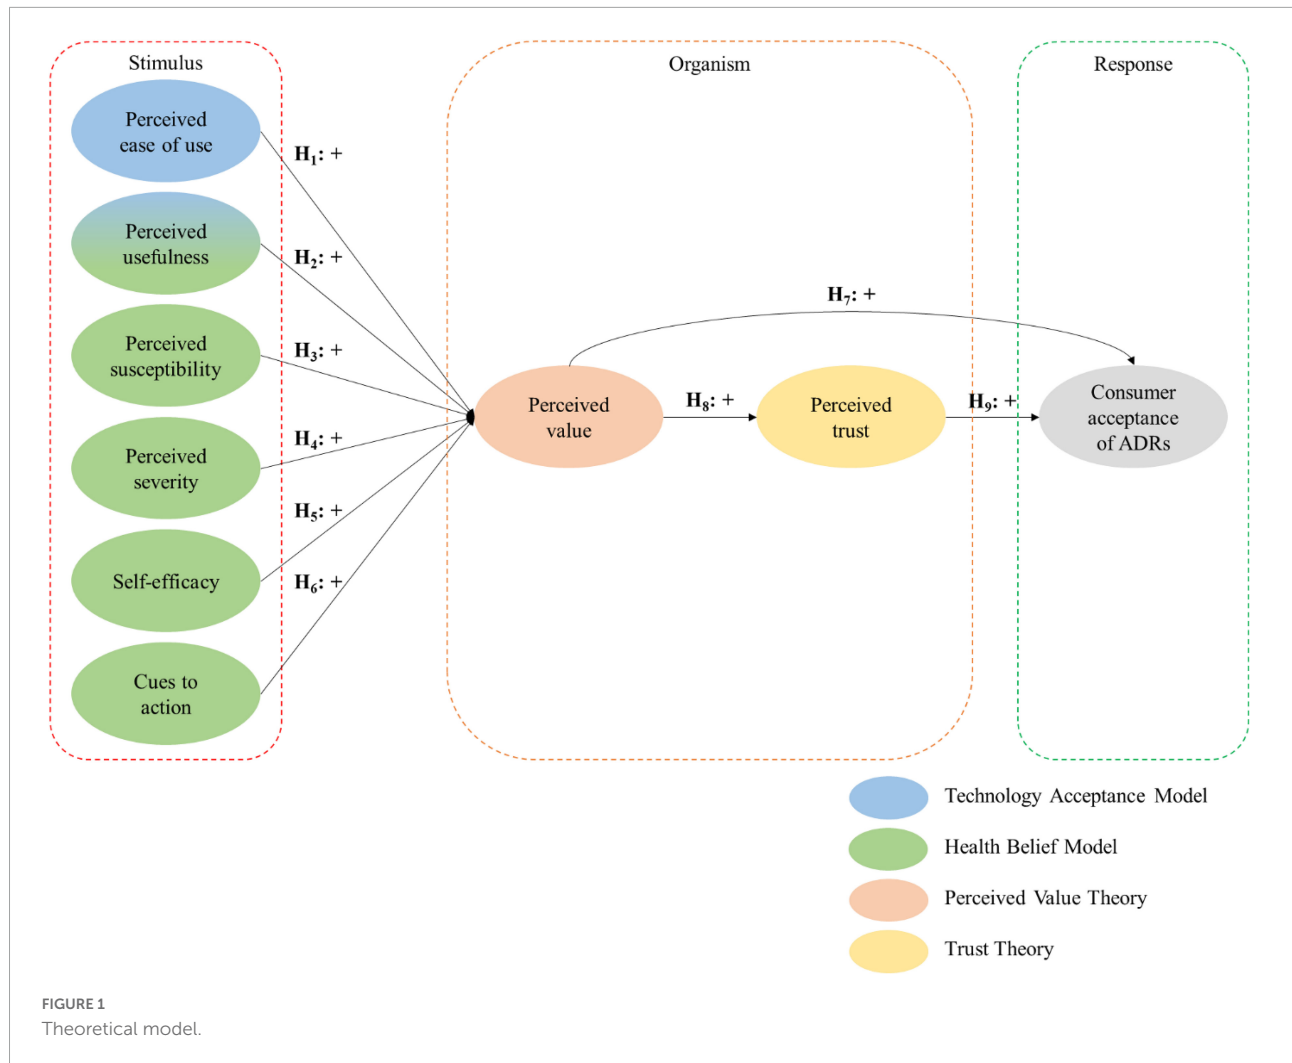 Stimulus
Organism
Response
Perceived
ease of use
H1: +
Perceived
usefulness
H2: +
Perceived
susceptibility
H3: +
Perceived
severity
H4: +
Self-efficacy
H5: +
Cues to
action
H6: +
Perceived
value
H7: +
H8: +
Perceived
trust
H9: +
Consumer
acceptance
of ADRs
Technology Acceptance Model
Health Belief Model
Perceived Value Theory
Trust Theory
FIGURE 1
Theoretical model.